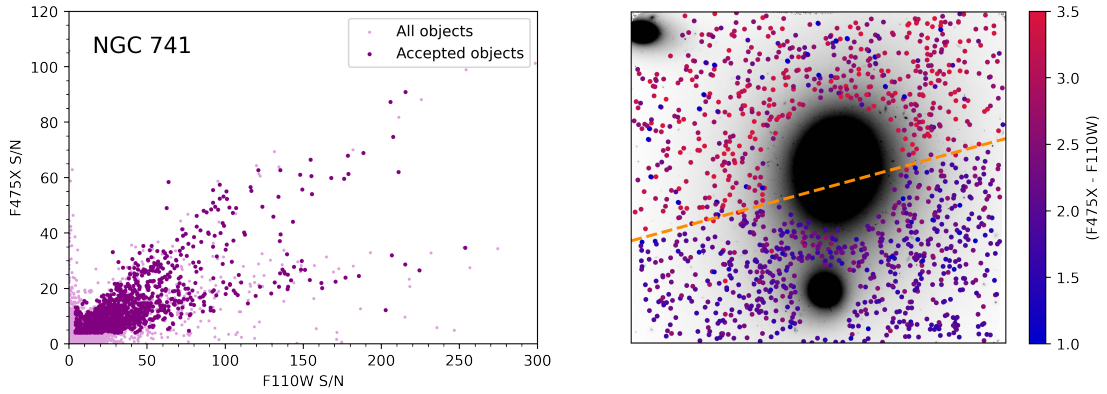 NGC 741
All objects
Accepted objects
F475X S/N
120
100
80
60
40
20
0
0 50 100 150 200 250 300
F110W S/N
3.5
3.0
2.5
2.0
1.5
1.0
(F475X - F110W)